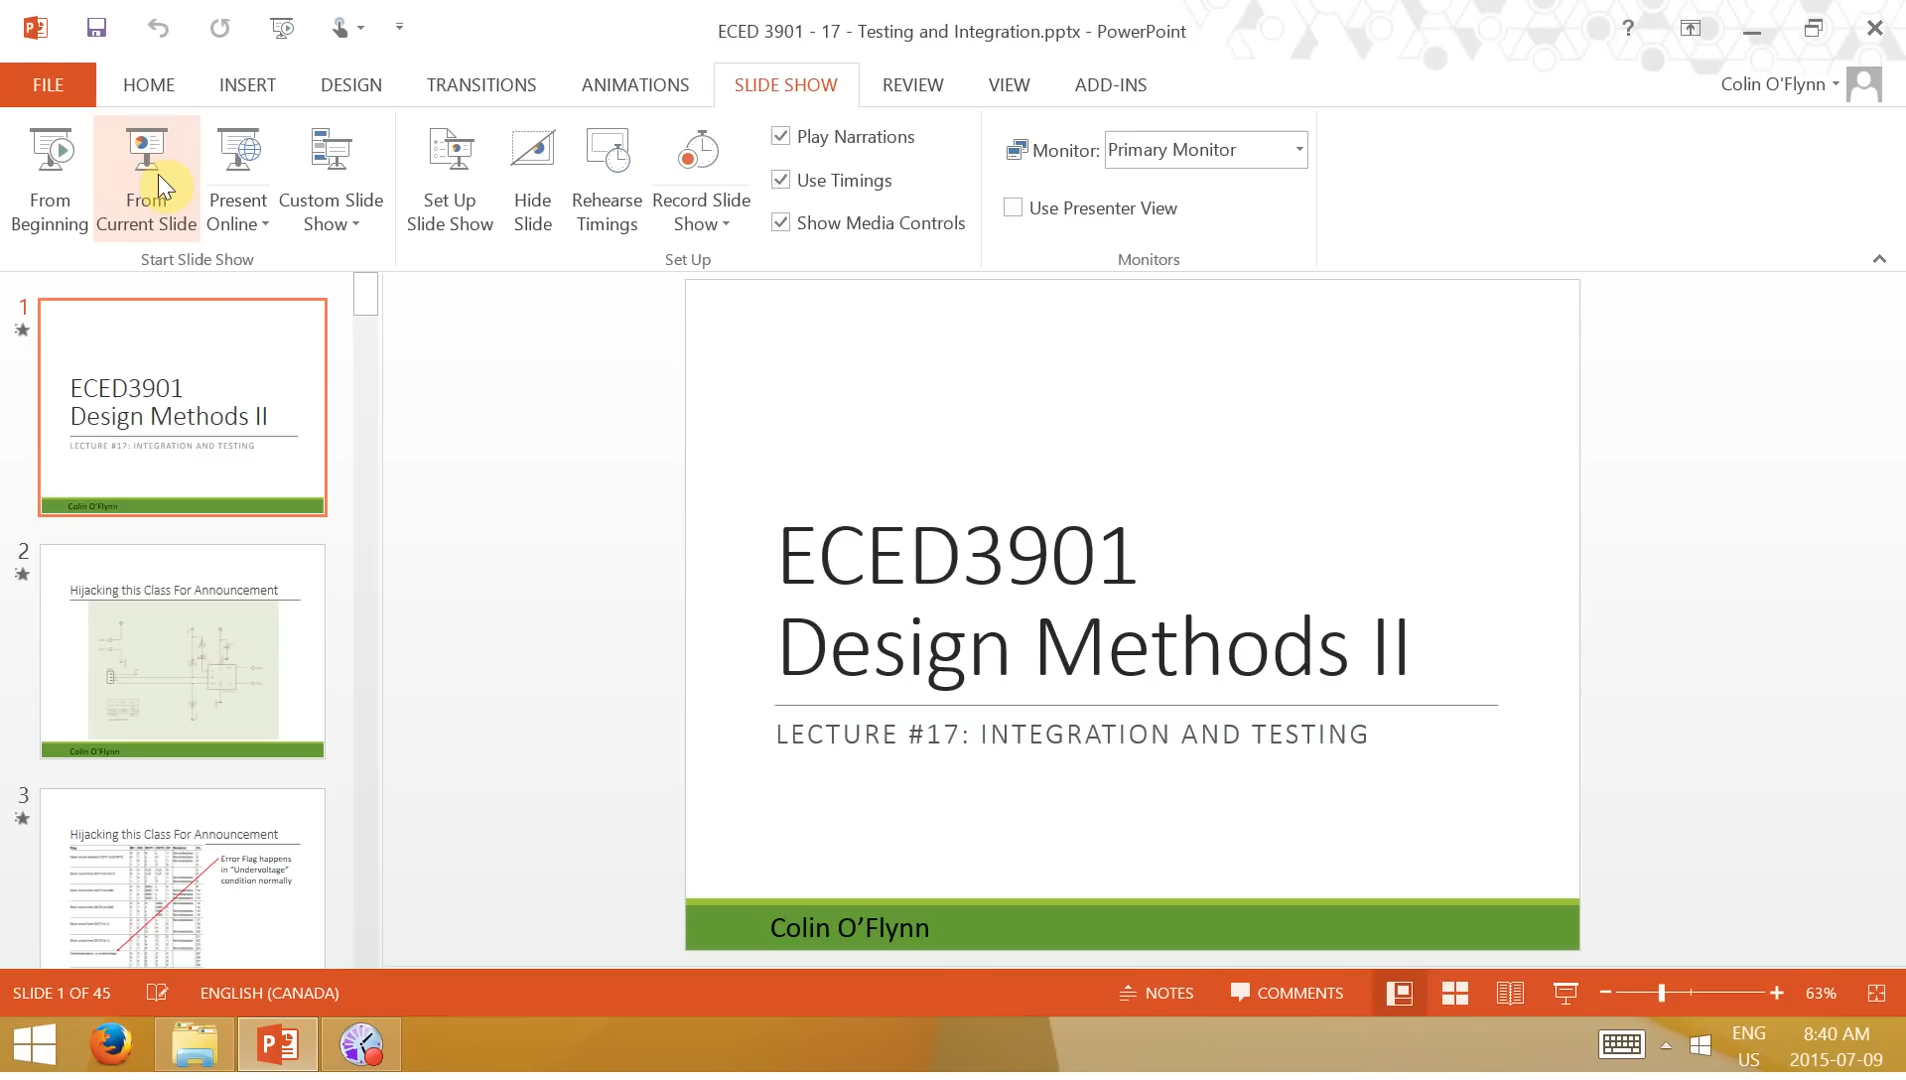 ECED 3901 - 17 - Testing and Integration.pptx - PowerPoint
?
FILE
HOME
INSERT
DESIGN
TRANSITIONS
ANIMATIONS
SLIDE SHOW
REVIEW
VIEW
ADD-INS
Colin O'Flynn
From
Beginning
From
Current Slide
Present
Online
Custom Slide
Show
Set Up
Slide Show
Hide
Slide
Rehearse
Timings
Record Slide
Show
Play Narrations
Use Timings
Show Media Controls
Monitor: Primary Monitor
Use Presenter View
Start Slide Show
Set Up
Monitors
1
ECED3901
Design Methods II
LECTURE #17: INTEGRATION AND TESTING
Colin O'Flynn
2
Hijacking this Class For Announcement
Colin O'Flynn
3
Hijacking this Class For Announcement
Error Flag happens
in "Undervoltage"
condition normally
ECED3901
Design Methods II
LECTURE #17: INTEGRATION AND TESTING
Colin O’Flynn
SLIDE 1 OF 45
ENGLISH (CANADA)
NOTES
COMMENTS
63%
ENG
US
8:40 AM
2015-07-09